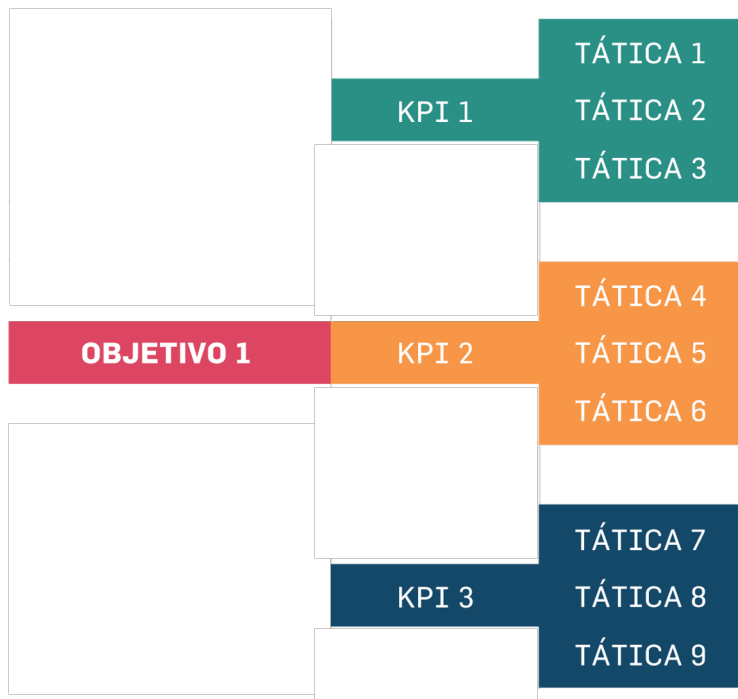 TÁTICA 1
KPI 1
TÁTICA 2
TÁTICA 3
TÁTICA 4
OBJETIVO 1
KPI 2
TÁTICA 5
TÁTICA 6
TÁTICA 7
KPI 3
TÁTICA 8
TÁTICA 9